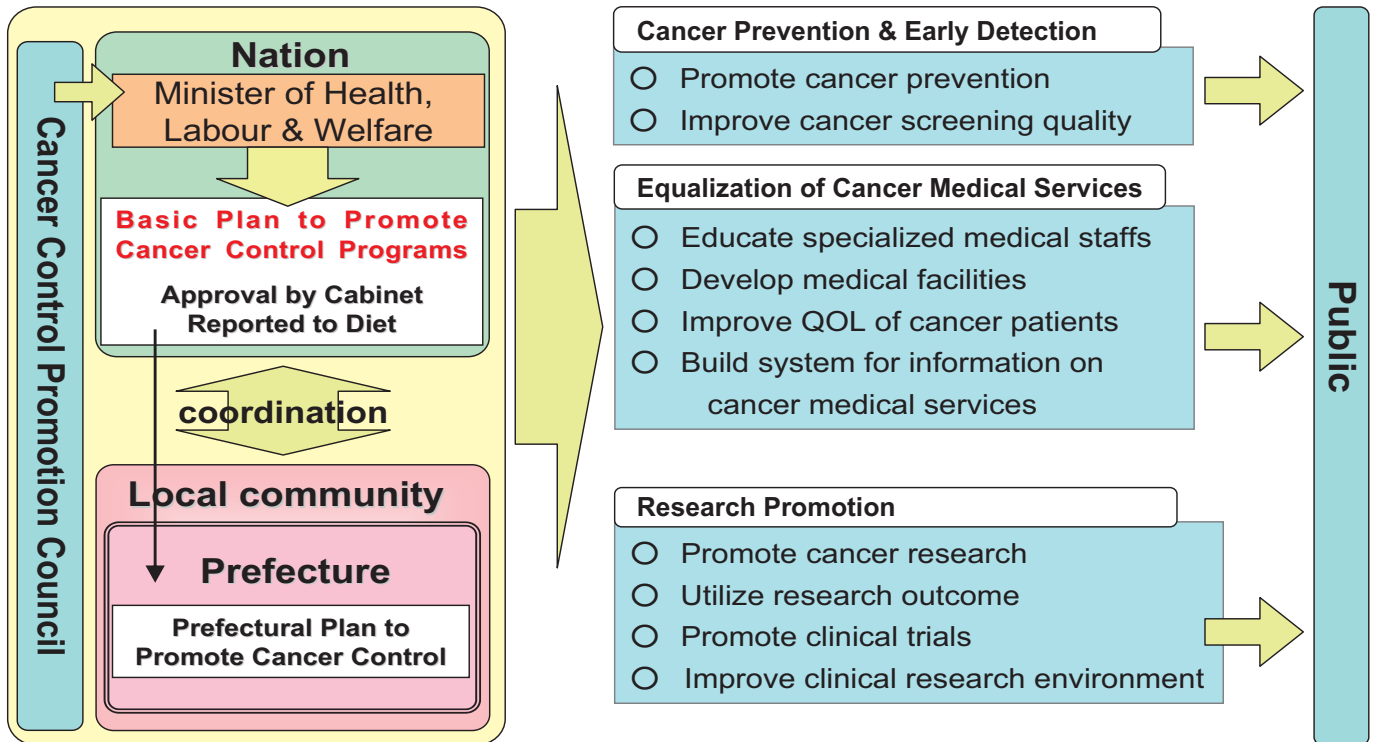 Cancer Control Promotion Council
Nation
Minister of Health,
Labour & Welfare
Basic Plan to Promote
Cancer Control Programs
Approval by Cabinet
Reported to Diet
coordination
Local community
Prefecture
Prefectural Plan to
Promote Cancer Control
Cancer Prevention & Early Detection
Promote cancer prevention
Improve cancer screening quality
Equalization of Cancer Medical Services
Educate specialized medical staffs
Develop medical facilities
Improve QOL of cancer patients
Build system for information on
cancer medical services
Research Promotion
Promote cancer research
Utilize research outcome
Promote clinical trials
Improve clinical research environment
Public